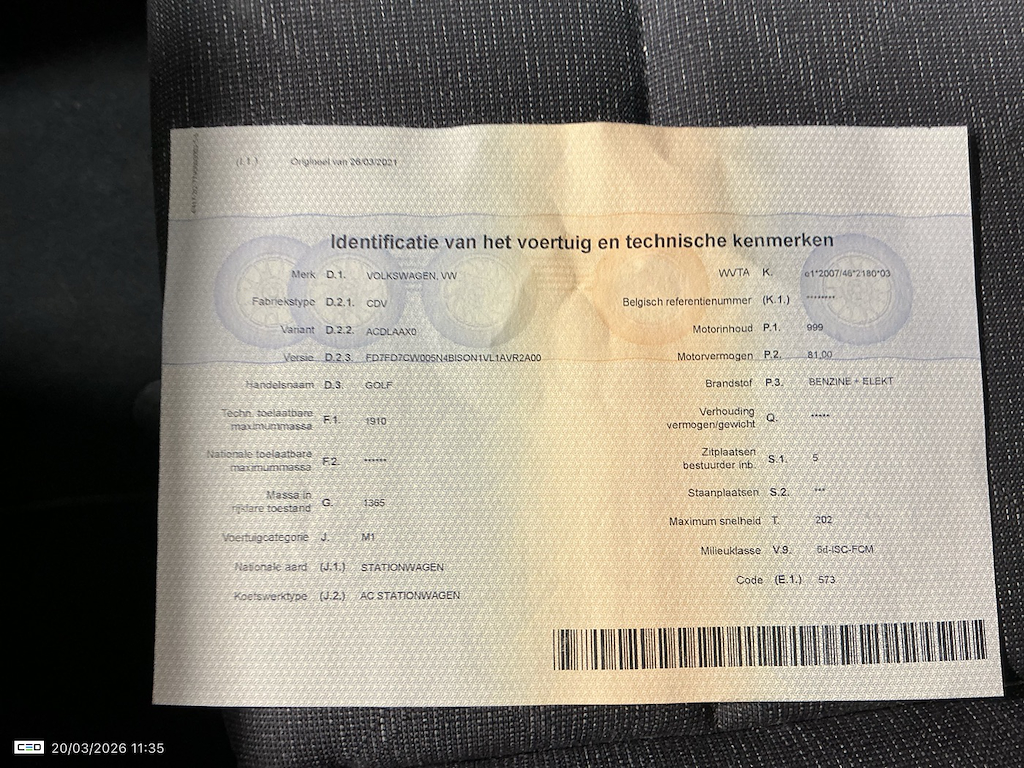 (I.1.) Origineel van 26/03/2021
Identificatie van het voertuig en technische kenmerken
Merk D.1. VOLKSWAGEN, VW
Fabriekstype D.2.1. CDV
Variant D.2.2. ACDLAAX0
Versie D.2.3. FD7FD7CW005N4BISON1VL1AVR2A00
Handelsnaam D.3. GOLF
Techn. toelaatbare
maximummassa F.1. 1910
Nationale toelaatbare
maximummassa F.2. ******
Massa in
rijklare toestand G. 1365
Voertuigcategorie J. M1
Nationale aard (J.1.) STATIONWAGEN
Koetswerktype (J.2.) AC STATIONWAGEN
WVTA K. e1*2007/46*2180*03
Belgisch referentienummer (K.1.) ********
Motorinhoud P.1. 999
Motorvermogen P.2. 81,00
Brandstof P.3. BENZINE + ELEKT
Verhouding
vermogen/gewicht Q. *****
Zitplaatsen
bestuurder inb. S.1. 5
Staanplaatsen S.2. ***
Maximum snelheid T. 202
Milieuklasse V.9. 6d-ISC-FCM
Code (E.1.) 573
CEO 20/03/2026 11:35